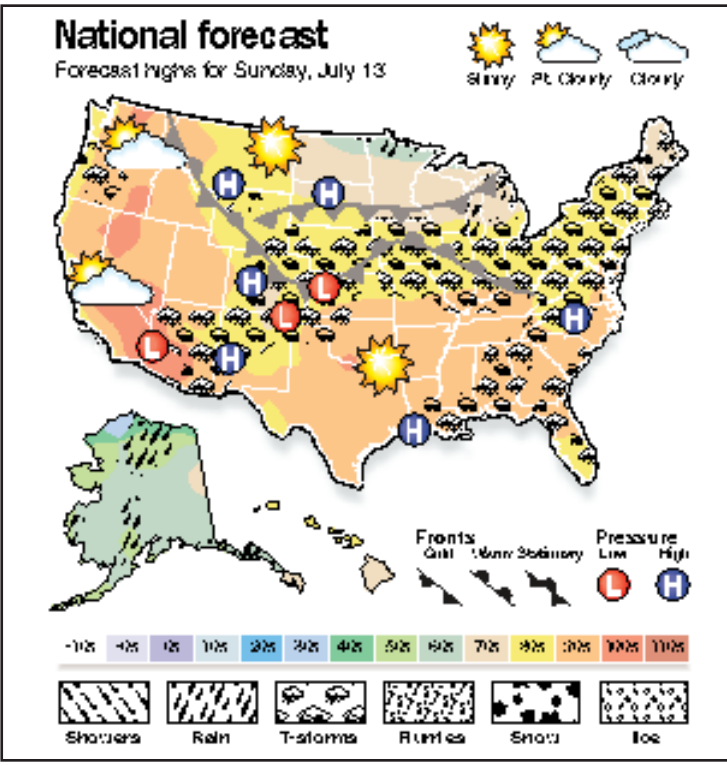 National forecast
Forecast highs for Sunday, July 13
Sunny Pt. Cloudy Cloudy
H
H
H
L
L
H
L
H
H
Fronts
Cold Warm Stationary
Pressure
Low High
L H
-10s -0s 0s 10s 20s 30s 40s 50s 60s 70s 80s 90s 100s 110s
Showers Rain T-storms Flurries Snow Ice